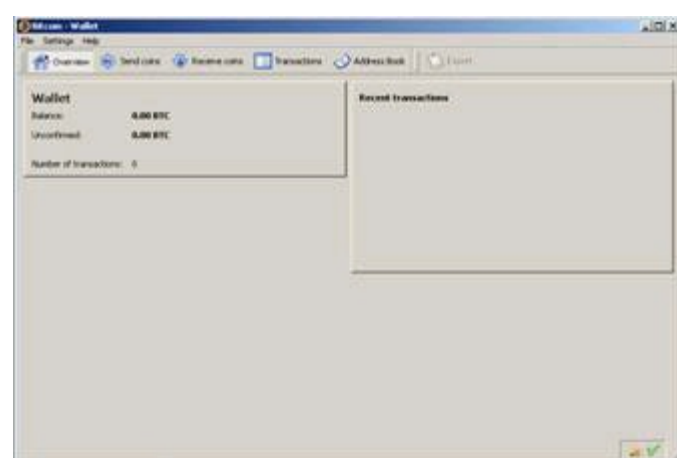 Bitcoin - Wallet
File Settings Help
Overview Send coins Receive coins Transactions Address Book Export
Wallet
Balance: 0.00 BTC
Unconfirmed: 0.00 BTC
Number of transactions: 0
Recent transactions